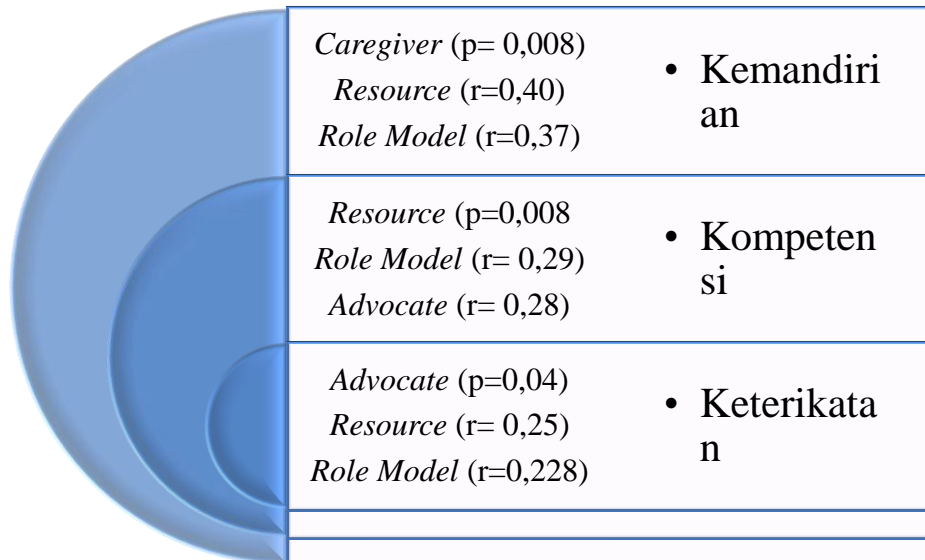 Caregiver (p= 0,008)
Resource (r=0,40)
Role Model (r=0,37)
• Kemandiri
an
Resource (p=0,008
Role Model (r= 0,29)
Advocate (r= 0,28)
• Kompeten
si
Advocate (p=0,04)
Resource (r= 0,25)
Role Model (r=0,228)
• Keterikata
n